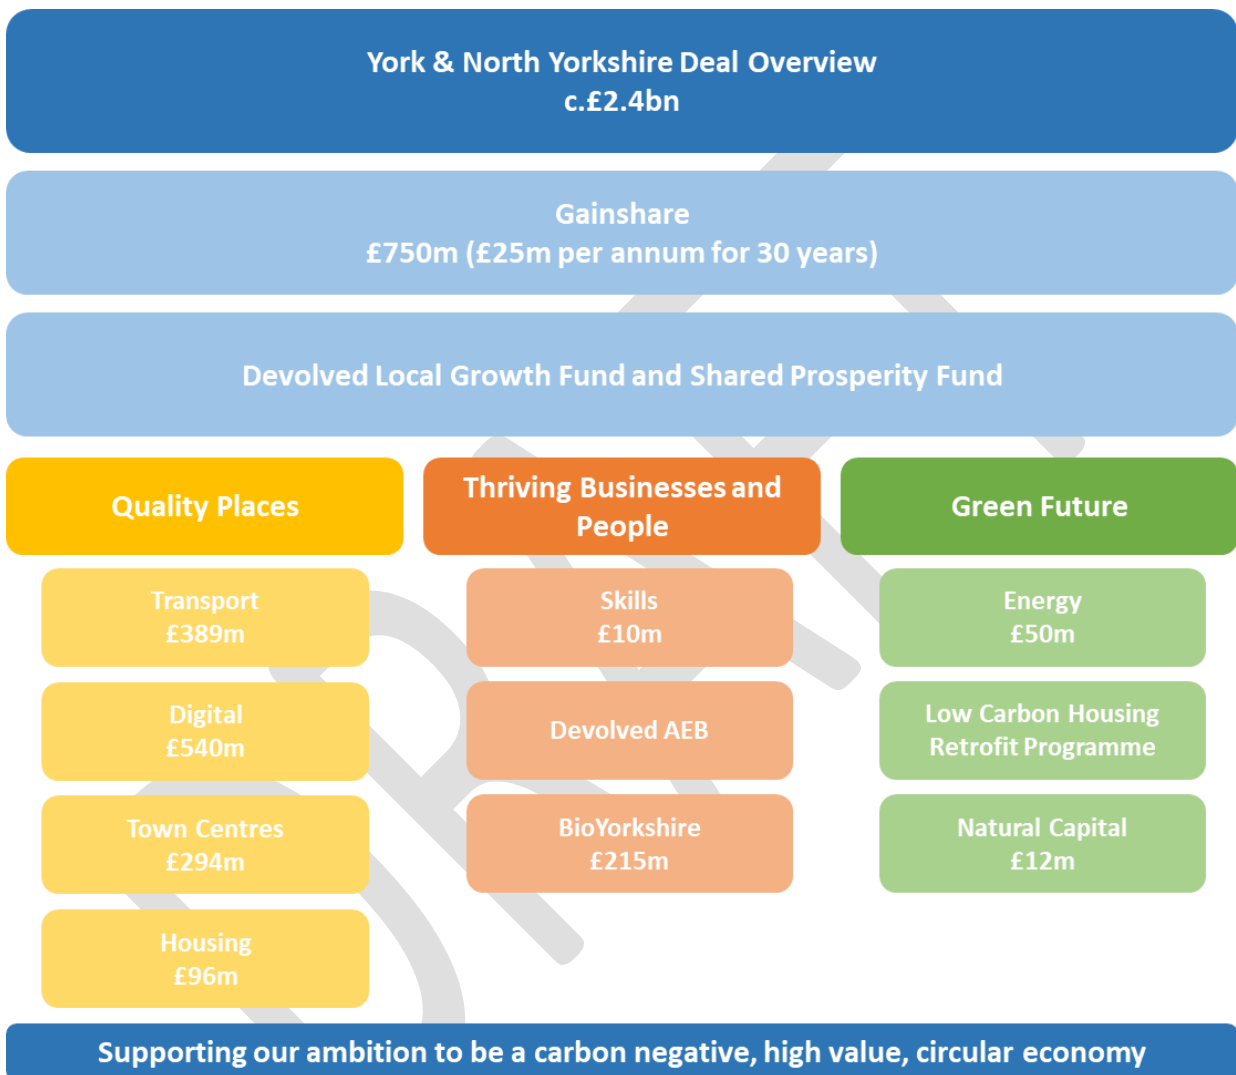 York & North Yorkshire Deal Overview
c.£2.4bn
Gainshare
£750m (£25m per annum for 30 years)
Devolved Local Growth Fund and Shared Prosperity Fund
Quality Places
Transport
£389m
Digital
£540m
Town Centres
£294m
Housing
£96m
Thriving Businesses and
People
Skills
£10m
Devolved AEB
BioYorkshire
£215m
Green Future
Energy
£50m
Low Carbon Housing
Retrofit Programme
Natural Capital
£12m
Supporting our ambition to be a carbon negative, high value, circular economy
DRAFT